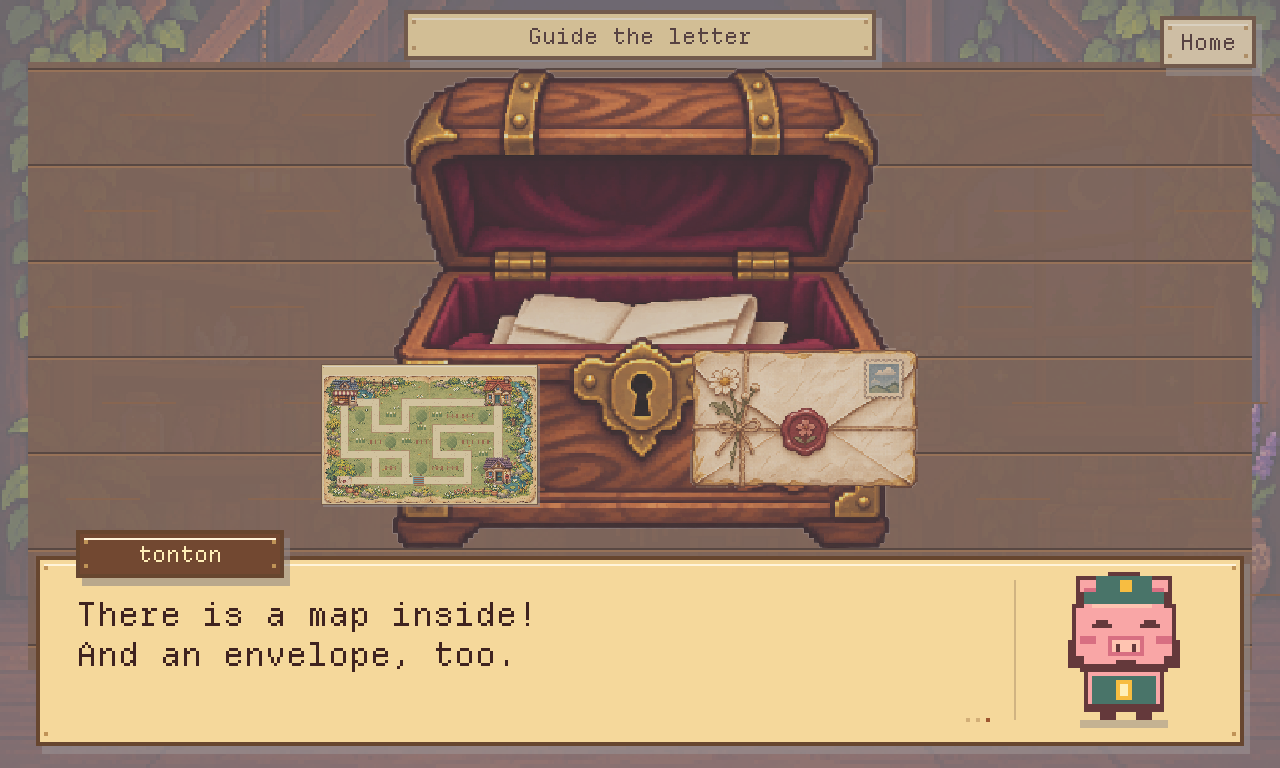 Guide the letter
Home
tonton
There is a map inside!
And an envelope, too.